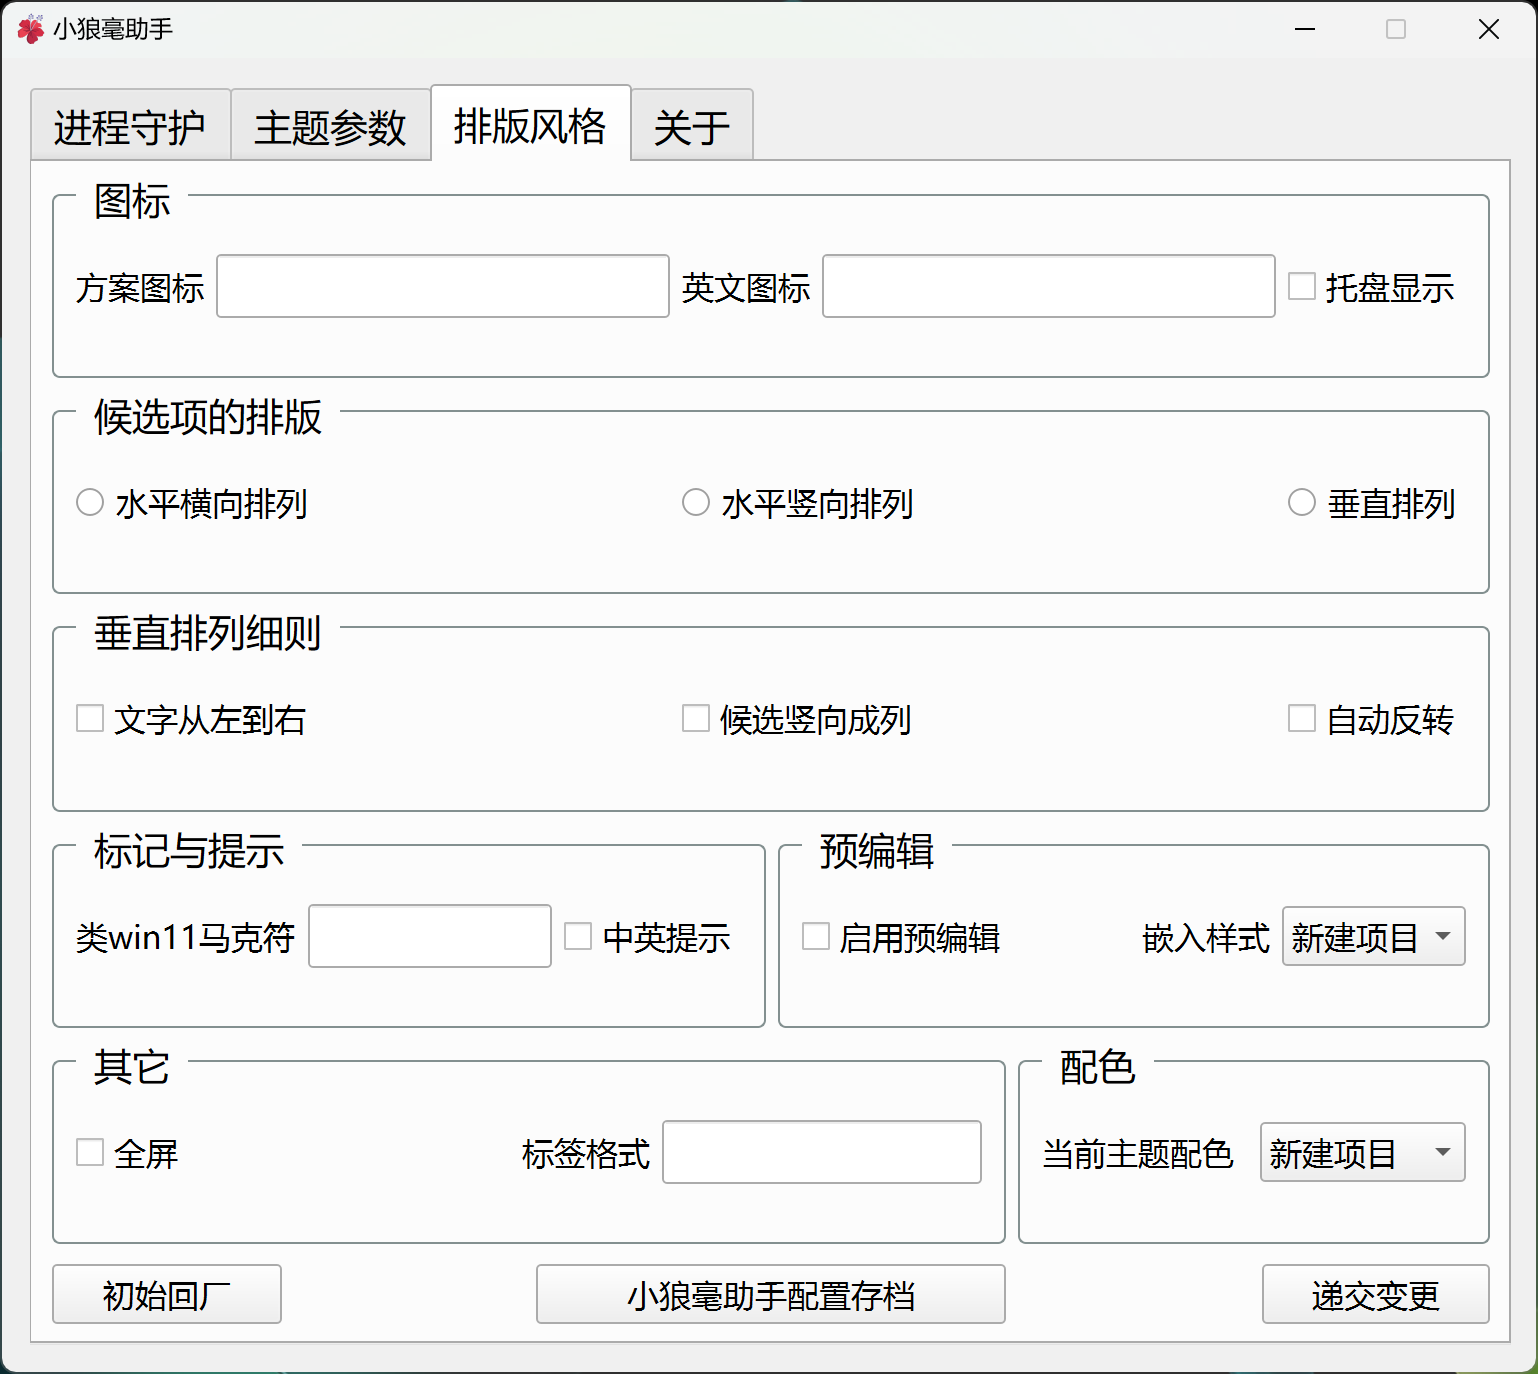 小狼毫助手
进程守护 主题参数 排版风格 关于
图标
方案图标 英文图标 托盘显示
候选项的排版
水平横向排列 水平竖向排列 垂直排列
垂直排列细则
文字从左到右 候选竖向成列 自动反转
标记与提示 预编辑
类win11马克符 中英提示 启用预编辑 嵌入样式 新建项目
其它 配色
全屏 标签格式 当前主题配色 新建项目
初始回厂 小狼毫助手配置存档 递交变更